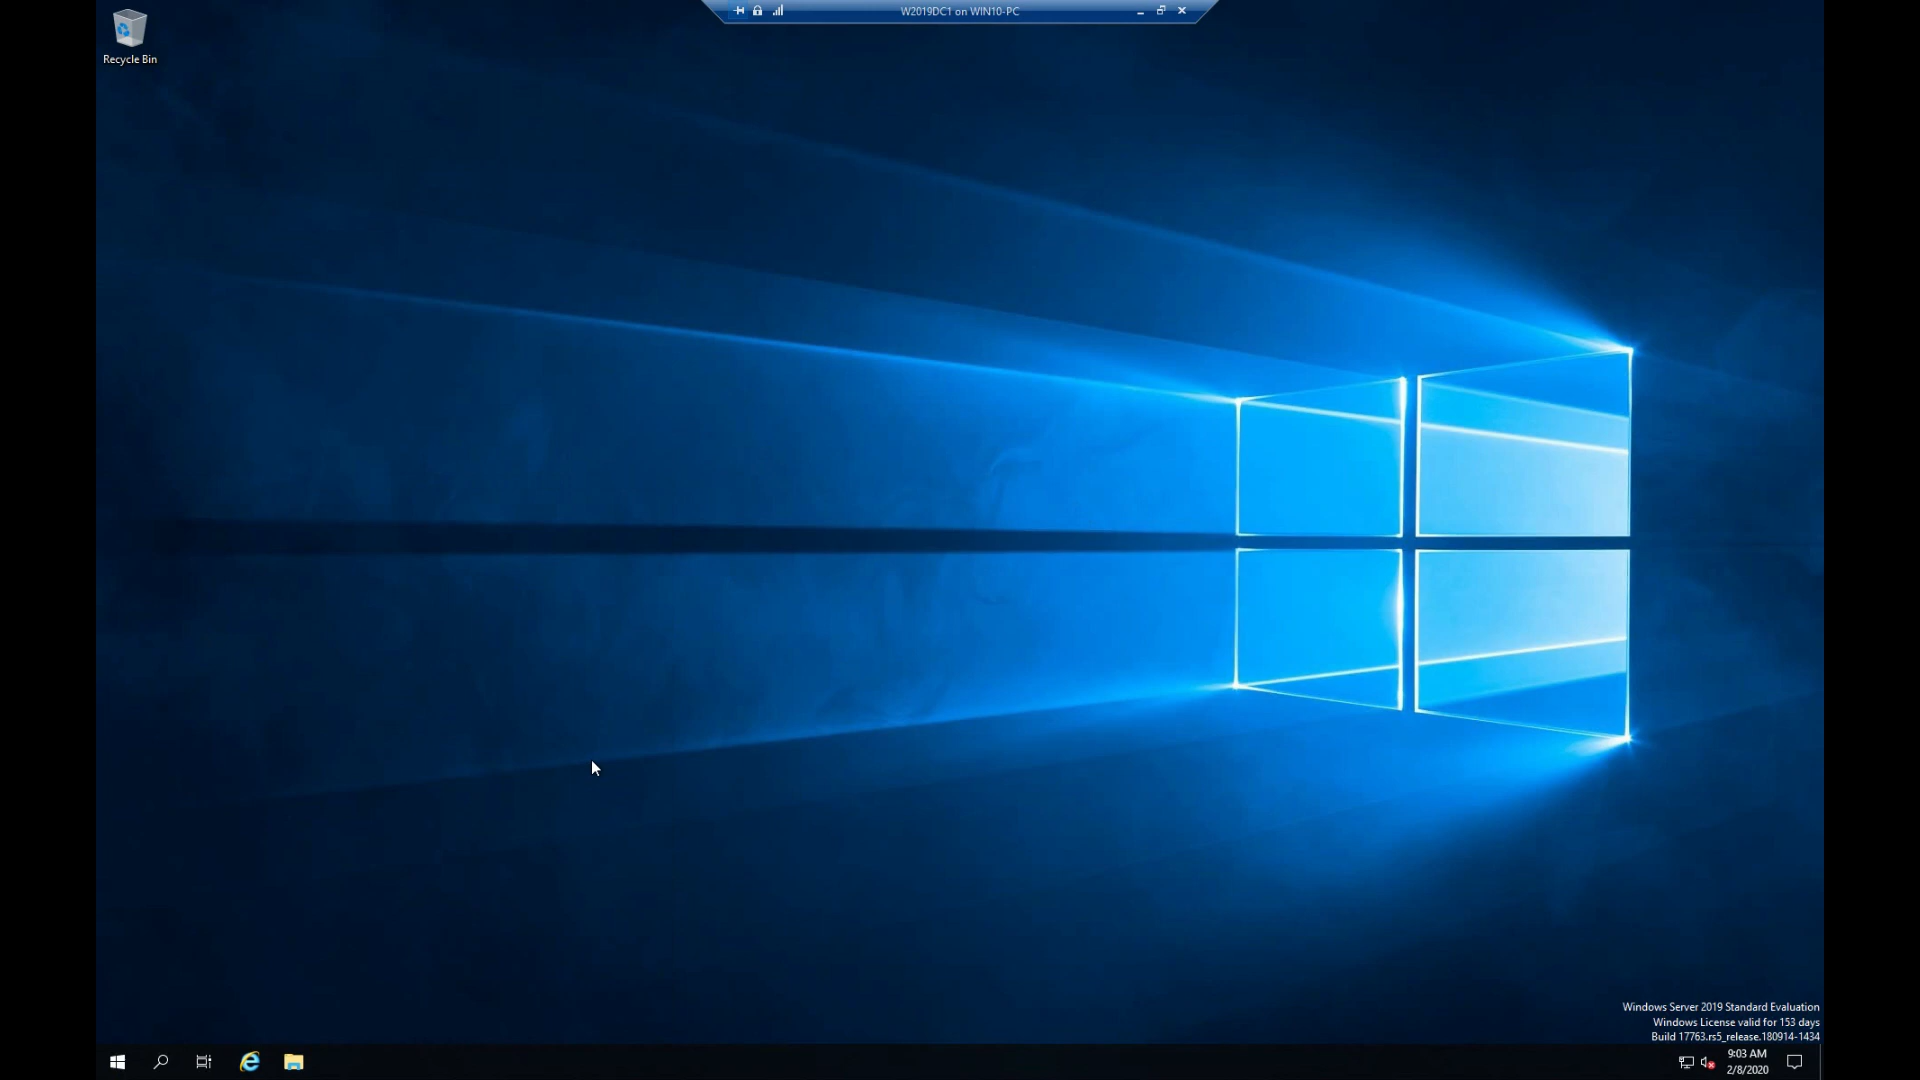 W2019DC1 on WIN10-PC
Recycle Bin
Windows Server 2019 Standard Evaluation
Windows License valid for 153 days
Build 17763.rs5_release.180914-1434
9:03 AM
2/8/2020